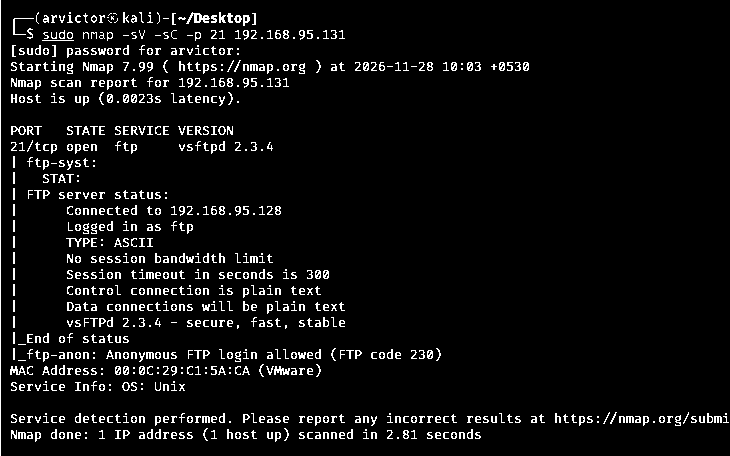 ┌──(arvictor㉿kali)-[~/Desktop]
└─$ sudo nmap -sV -sC -p 21 192.168.95.131
[sudo] password for arvictor:
Starting Nmap 7.99 ( https://nmap.org ) at 2026-11-28 10:03 +0530
Nmap scan report for 192.168.95.131
Host is up (0.0023s latency).

PORT   STATE SERVICE VERSION
21/tcp open  ftp     vsftpd 2.3.4
| ftp-syst:
|   STAT:
| FTP server status:
|      Connected to 192.168.95.128
|      Logged in as ftp
|      TYPE: ASCII
|      No session bandwidth limit
|      Session timeout in seconds is 300
|      Control connection is plain text
|      Data connections will be plain text
|      vsFTPd 2.3.4 - secure, fast, stable
|_End of status
|_ftp-anon: Anonymous FTP login allowed (FTP code 230)
MAC Address: 00:0C:29:C1:5A:CA (VMware)
Service Info: OS: Unix

Service detection performed. Please report any incorrect results at https://nmap.org/submi
Nmap done: 1 IP address (1 host up) scanned in 2.81 seconds